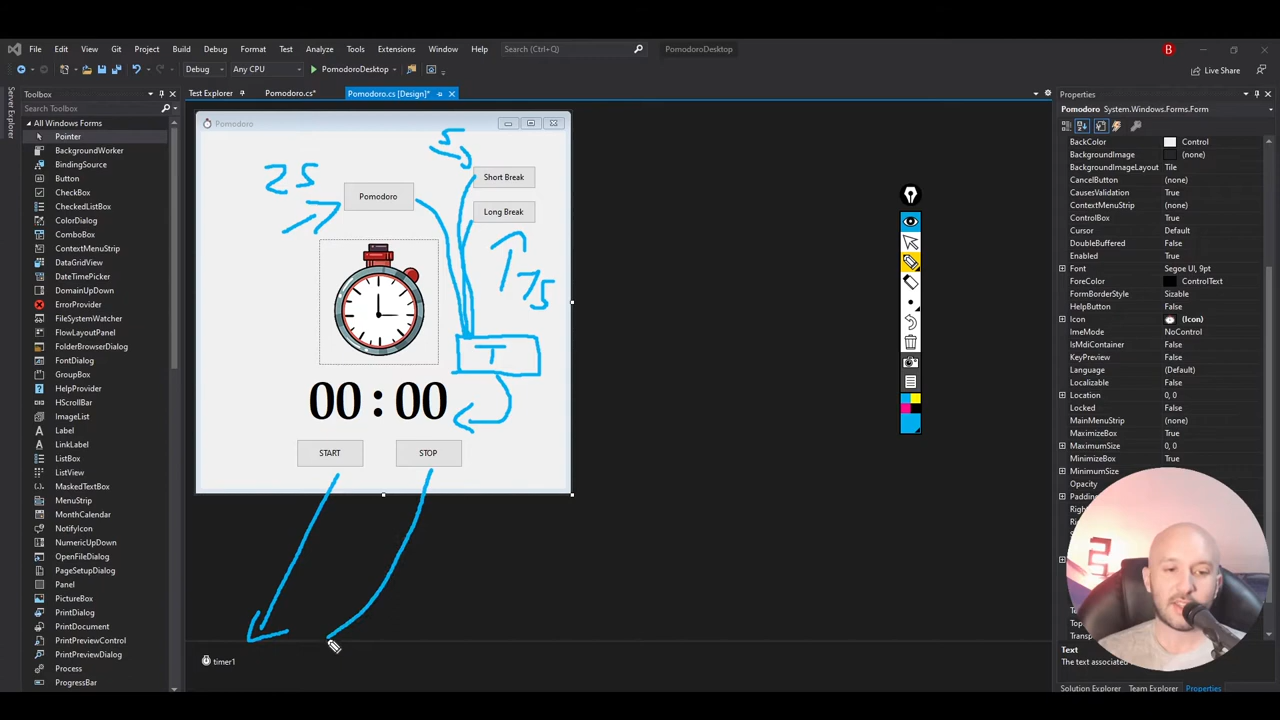 File Edit View Git Project Build Debug Format Test Analyze Tools Extensions Window Help Search (Ctrl+Q) PomodoroDesktop B
Debug Any CPU PomodoroDesktop Live Share
Server Explorer
Toolbox
Search Toolbox
All Windows Forms
Pointer
BackgroundWorker
BindingSource
Button
CheckBox
CheckedListBox
ColorDialog
ComboBox
ContextMenuStrip
DataGridView
DateTimePicker
DomainUpDown
ErrorProvider
FileSystemWatcher
FlowLayoutPanel
FolderBrowserDialog
FontDialog
GroupBox
HelpProvider
HScrollBar
ImageList
Label
LinkLabel
ListBox
ListView
MaskedTextBox
MenuStrip
MonthCalendar
NotifyIcon
NumericUpDown
OpenFileDialog
PageSetupDialog
Panel
PictureBox
PrintDialog
PrintDocument
PrintPreviewControl
PrintPreviewDialog
Process
ProgressBar
Test Explorer Pomodoro.cs* Pomodoro.cs [Design]*
Pomodoro
5
25
Short Break
Pomodoro
Long Break
15
T
00 : 00
START STOP
timer1
Properties
Pomodoro System.Windows.Forms.Form
BackColor Control
BackgroundImage (none)
BackgroundImageLayout Tile
CancelButton (none)
CausesValidation True
ContextMenuStrip (none)
ControlBox True
Cursor Default
DoubleBuffered False
Enabled True
Font Segoe UI, 9pt
ForeColor ControlText
FormBorderStyle Sizable
HelpButton False
Icon (Icon)
ImeMode NoControl
IsMdiContainer False
KeyPreview False
Language (Default)
Localizable False
Location 0, 0
Locked False
MainMenuStrip (none)
MaximizeBox True
MaximumSize 0, 0
MinimizeBox True
MinimumSize
Opacity
Text
The text associated
Solution Explorer Team Explorer Properties